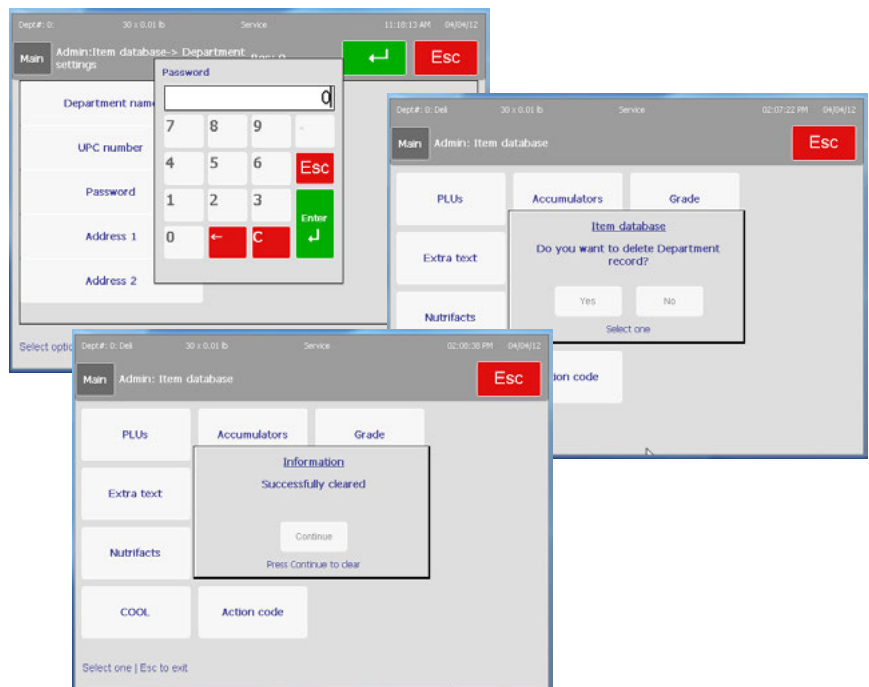 Dept#: 0: 30 x 0.01 lb Service 11:18:13 AM 04/04/12
Main Admin:Item database-> Department
settings
Esc
Department name
UPC number
Password
Address 1
Address 2
Password
0
7 8 9 -
4 5 6 Esc
1 2 3
Enter
0 ← C
Dept#: 0: Deli 30 x 0.01 lb Service 02:07:22 PM 04/04/12
Main Admin: Item database Esc
PLUs Accumulators Grade
Item database
Do you want to delete Department
record?
Extra text
Yes No
Nutrifacts
Select one
Dept#: 0: Deli 30 x 0.01 lb Service 02:08:38 PM 04/04/12
Main Admin: Item database Esc
PLUs Accumulators Grade
Information
Successfully cleared
Extra text
Continue
Nutrifacts
Press Continue to clear
COOL Action code
Select one | Esc to exit